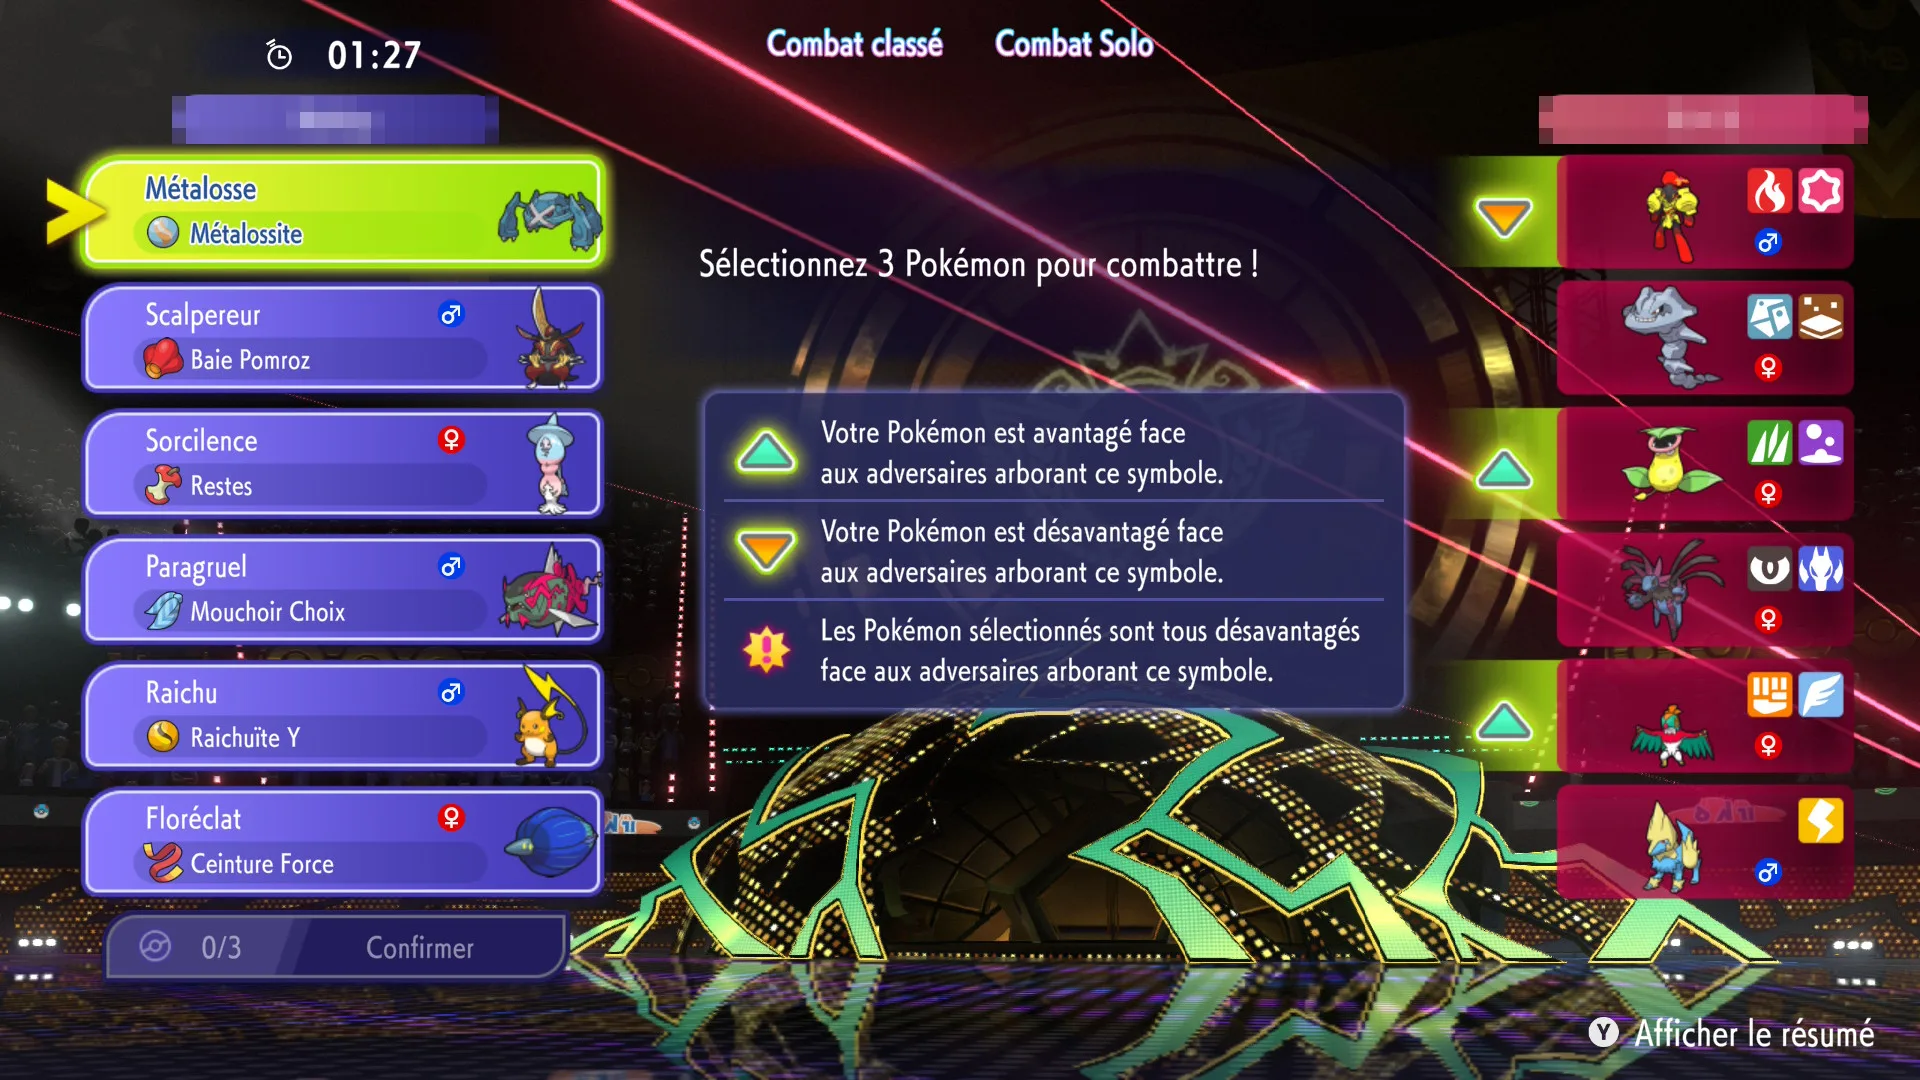 01:27
Combat classé
Combat Solo
Métalosse
Métalossite
Scalpereur
Baie Pomroz
Sorcilence
Restes
Paragruel
Mouchoir Choix
Raichu
Raichuïte Y
Floréclat
Ceinture Force
0/3
Confirmer
Sélectionnez 3 Pokémon pour combattre !
Votre Pokémon est avantagé face
aux adversaires arborant ce symbole.
Votre Pokémon est désavantagé face
aux adversaires arborant ce symbole.
Les Pokémon sélectionnés sont tous désavantagés
face aux adversaires arborant ce symbole.
Y Afficher le résumé